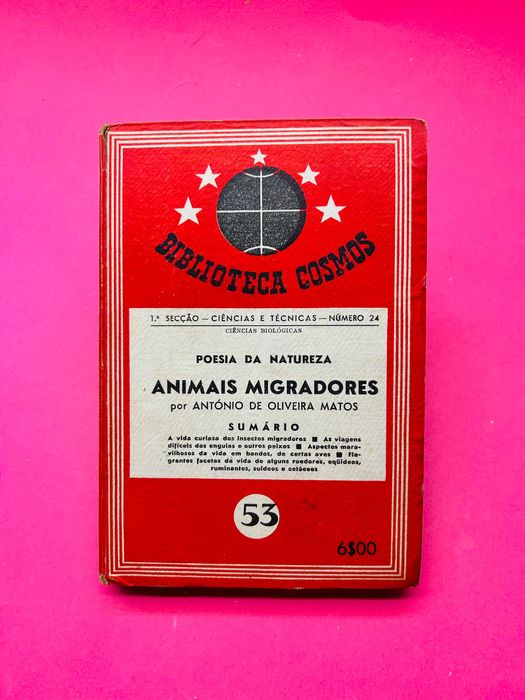 BIBLIOTECA COSMOS
1.ª SECÇÃO — CIÊNCIAS E TÉCNICAS — NÚMERO 24
CIÊNCIAS BIOLÓGICAS
POESIA DA NATUREZA
ANIMAIS MIGRADORES
por ANTÓNIO DE OLIVEIRA MATOS
SUMÁRIO
A vida curiosa dos insectos migradores ■ As viagens
difíceis das enguias e outros peixes ■ Aspectos mara-
vilhosos da vida em bandos, de certas aves ■ Fla-
grantes facetas da vida de alguns roedores, eqüídeos,
ruminantes, suídeos e cetáceos
53
6$00